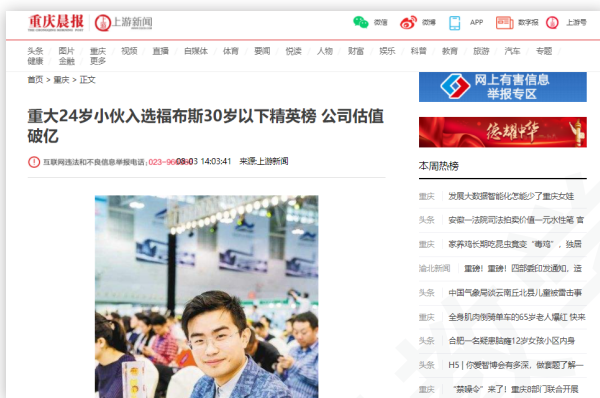 重庆晨报
上游新闻
微信
微博
APP
数字报
上游号
头条 图片 重庆 视频 直播 自媒体 体育 要闻 悦读 人物 财富 娱乐 科普 教育 旅游 汽车 专题
健康 金融 更多
首页 > 重庆 > 正文
重大24岁小伙入选福布斯30岁以下精英榜 公司估值
破亿
互联网违法和不良信息举报电话:023-966
08-03 14:03:41 来源:上游新闻
网上有害信息
举报专区
德耀中华
本周热榜
重庆 发展大数据智能化怎能少了重庆女娃
头条 安徽一法院司法拍卖价值一元水性笔 官
重庆 家养鸡长期吃昆虫竟变“毒鸡”，独居
渝北新闻 重磅！重磅！四部委印发通知，适
头条 中国气象局谈云南丘北县儿童被雷击事
重庆 全身肌肉倒骑单车的65岁老人爆红 快来
头条 合肥一名疑患脑瘫12岁女孩小区内身
头条 H5 | 你爱智博会有多深，做套题了解一
重庆 “禁噪令”来了！重庆8部门联合开展